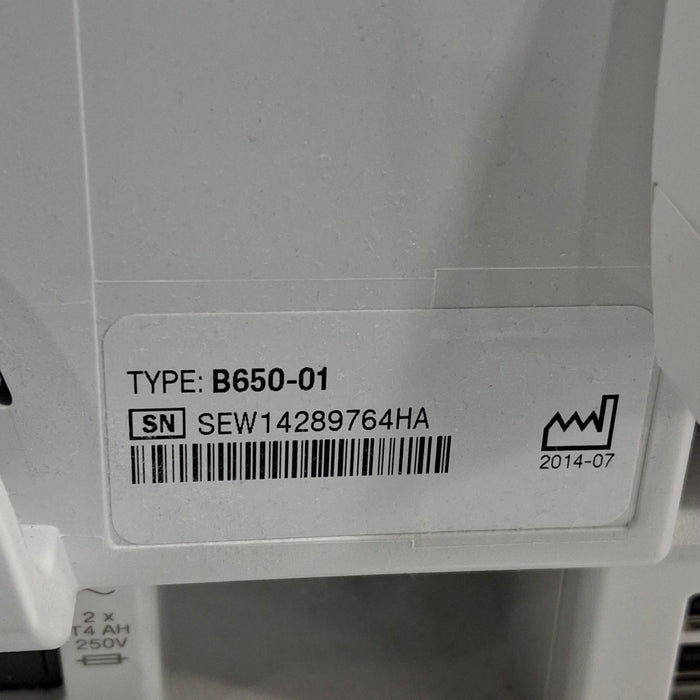 TYPE: B650-01
SN SEW14289764HA
2014-07
2 x
T4 AH
250V